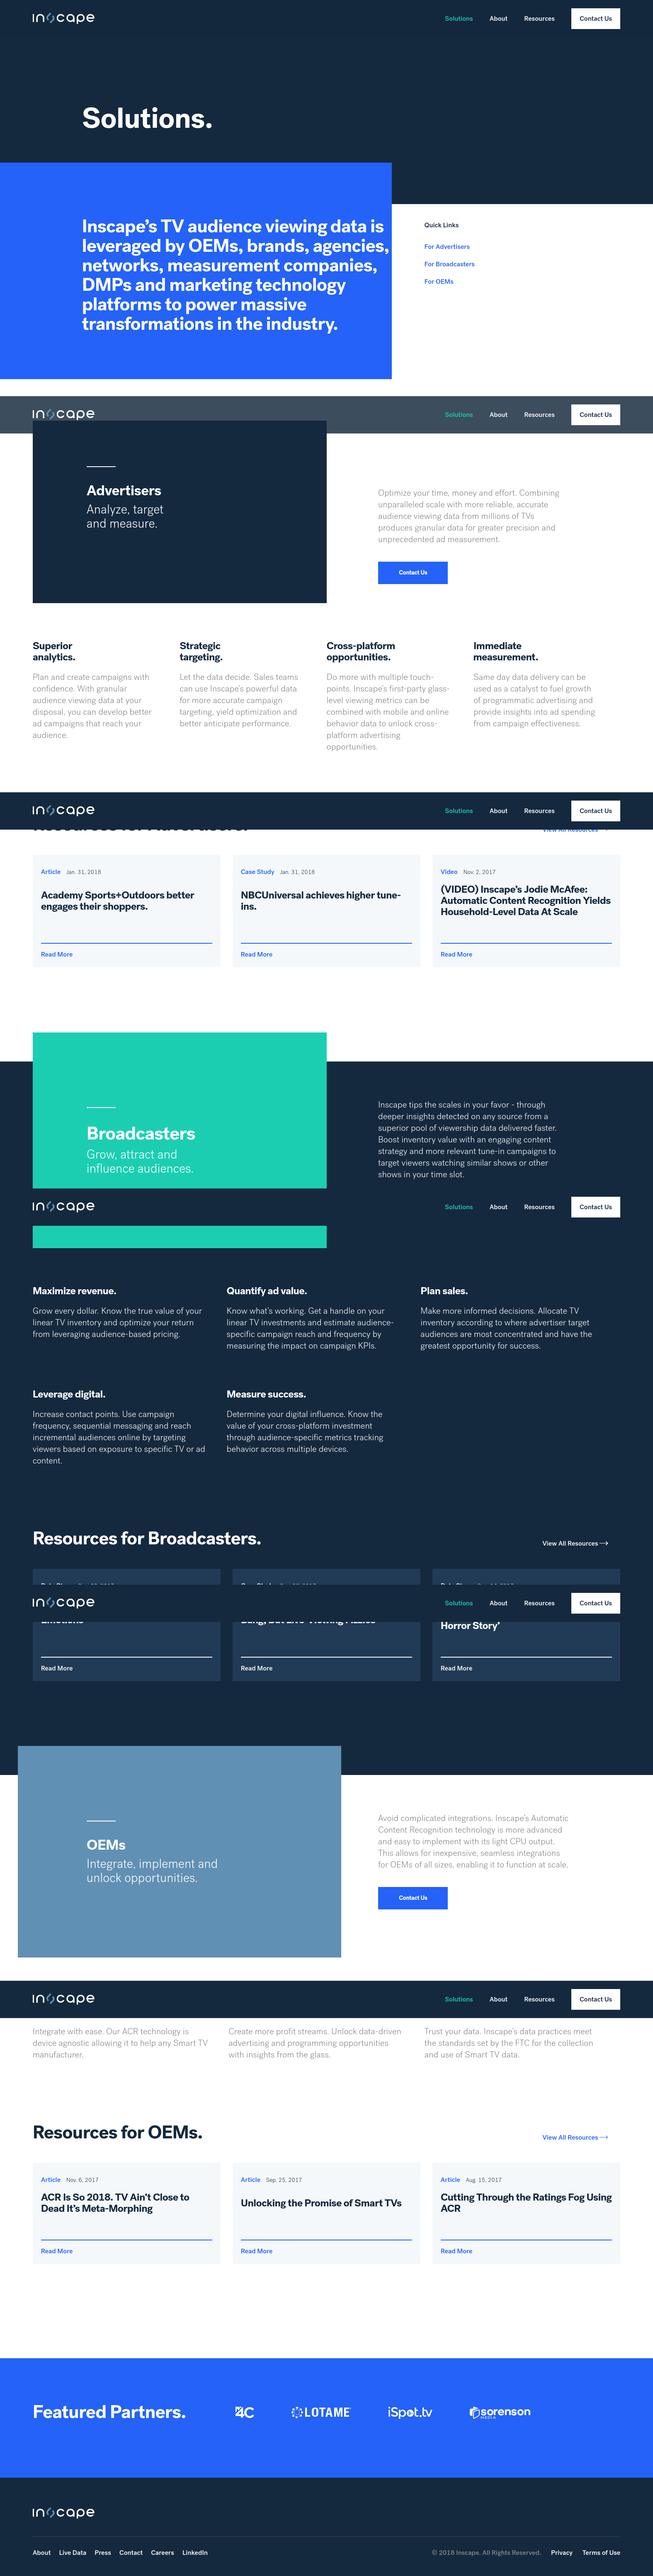 inscape
Solutions
About
Resources
Contact Us
Solutions.
Inscape's TV audience viewing data is
leveraged by OEMs, brands, agencies,
networks, measurement companies,
DMPs and marketing technology
platforms to power massive
transformations in the industry.
Quick Links
For Advertisers
For Broadcasters
For OEMs
inscape
Solutions
About
Resources
Contact Us
Advertisers
Analyze, target
and measure.
Optimize your time, money and effort. Combining
unparalleled scale with more reliable, accurate
audience viewing data from millions of TVs
produces granular data for greater precision and
unprecedented ad measurement.
Contact Us
Superior
analytics.
Plan and create campaigns with
confidence. With granular
audience viewing data at your
disposal, you can develop better
ad campaigns that reach your
audience.
Strategic
targeting.
Let the data decide. Sales teams
can use Inscape's powerful data
for more accurate campaign
targeting, yield optimization and
better anticipate performance.
Cross-platform
opportunities.
Do more with multiple touch-
points. Inscape's first-party glass-
level viewing metrics can be
combined with mobile and online
behavior data to unlock cross-
platform advertising
opportunities.
Immediate
measurement.
Same day data delivery can be
used as a catalyst to fuel growth
of programmatic advertising and
provide insights into ad spending
from campaign effectiveness.
inscape
Solutions
About
Resources
Contact Us
Article Jan. 31, 2018
Academy Sports+Outdoors better
engages their shoppers.
Read More
Case Study Jan. 31, 2018
NBCUniversal achieves higher tune-
ins.
Read More
Video Nov. 2, 2017
(VIDEO) Inscape's Jodie McAfee:
Automatic Content Recognition Yields
Household-Level Data At Scale
Read More
Broadcasters
Grow, attract and
influence audiences.
Inscape tips the scales in your favor - through
deeper insights detected on any source from a
superior pool of viewership data delivered faster.
Boost inventory value with an engaging content
strategy and more relevant tune-in campaigns to
target viewers watching similar shows or other
shows in your time slot.
inscape
Solutions
About
Resources
Contact Us
Maximize revenue.
Grow every dollar. Know the true value of your
linear TV inventory and optimize your return
from leveraging audience-based pricing.
Quantify ad value.
Know what's working. Get a handle on your
linear TV investments and estimate audience-
specific campaign reach and frequency by
measuring the impact on campaign KPIs.
Plan sales.
Make more informed decisions. Allocate TV
inventory according to where advertiser target
audiences are most concentrated and have the
greatest opportunity for success.
Leverage digital.
Increase contact points. Use campaign
frequency, sequential messaging and reach
incremental audiences online by targeting
viewers based on exposure to specific TV or ad
content.
Measure success.
Determine your digital influence. Know the
value of your cross-platform investment
through audience-specific metrics tracking
behavior across multiple devices.
Resources for Broadcasters.
View All Resources
inscape
Solutions
About
Resources
Contact Us
Horror Story'
Read More
Read More
Read More
OEMs
Integrate, implement and
unlock opportunities.
Avoid complicated integrations. Inscape's Automatic
Content Recognition technology is more advanced
and easy to implement with its light CPU output.
This allows for inexpensive, seamless integrations
for OEMs of all sizes, enabling it to function at scale.
Contact Us
inscape
Solutions
About
Resources
Contact Us
Integrate with ease. Our ACR technology is
device agnostic allowing it to help any Smart TV
manufacturer.
Create more profit streams. Unlock data-driven
advertising and programming opportunities
with insights from the glass.
Trust your data. Inscape's data practices meet
the standards set by the FTC for the collection
and use of Smart TV data.
Resources for OEMs.
View All Resources
Article Nov. 6, 2017
ACR Is So 2018. TV Ain't Close to
Dead It's Meta-Morphing
Read More
Article Sep. 25, 2017
Unlocking the Promise of Smart TVs
Read More
Article Aug. 15, 2017
Cutting Through the Ratings Fog Using
ACR
Read More
Featured Partners.
4C
LOTAME
iSpot.tv
sorenson
MEDIA
inscape
About
Live Data
Press
Contact
Careers
LinkedIn
© 2018 Inscape. All Rights Reserved.
Privacy
Terms of Use